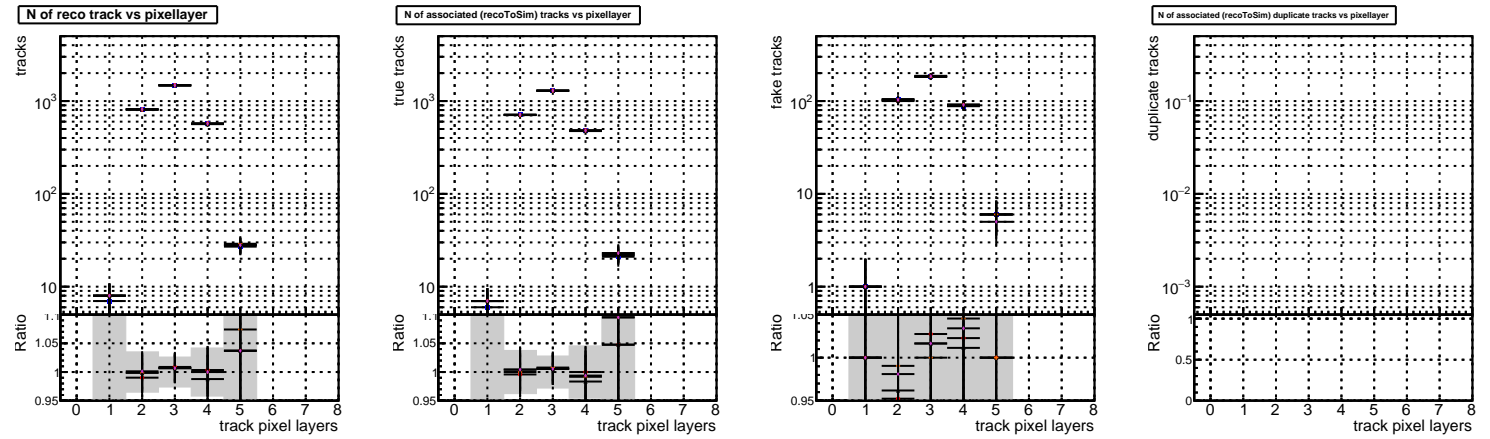 N of reco track vs pixellayer
tracks
10³
10²
10
Ratio
1.1
1.05
1
0.95
0 1 2 3 4 5 6 7 8
track pixel layers
N of associated (recoToSim) tracks vs pixellayer
true tracks
10³
10²
10
Ratio
1.1
1.05
1
0.95
0 1 2 3 4 5 6 7 8
track pixel layers
fake tracks
10²
10
1
Ratio
1.05
1
0.95
0 1 2 3 4 5 6 7 8
track pixel layers
N of associated (recoToSim) duplicate tracks vs pixellayer
duplicate tracks
10⁻¹
10⁻²
10⁻³
Ratio
1
0.5
0
0 1 2 3 4 5 6 7 8
track pixel layers